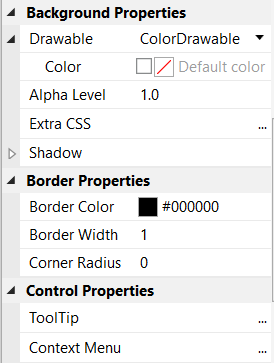 Background Properties
Drawable ColorDrawable
Color Default color
Alpha Level 1.0
Extra CSS ...
Shadow
Border Properties
Border Color #000000
Border Width 1
Corner Radius 0
Control Properties
ToolTip ...
Context Menu ...